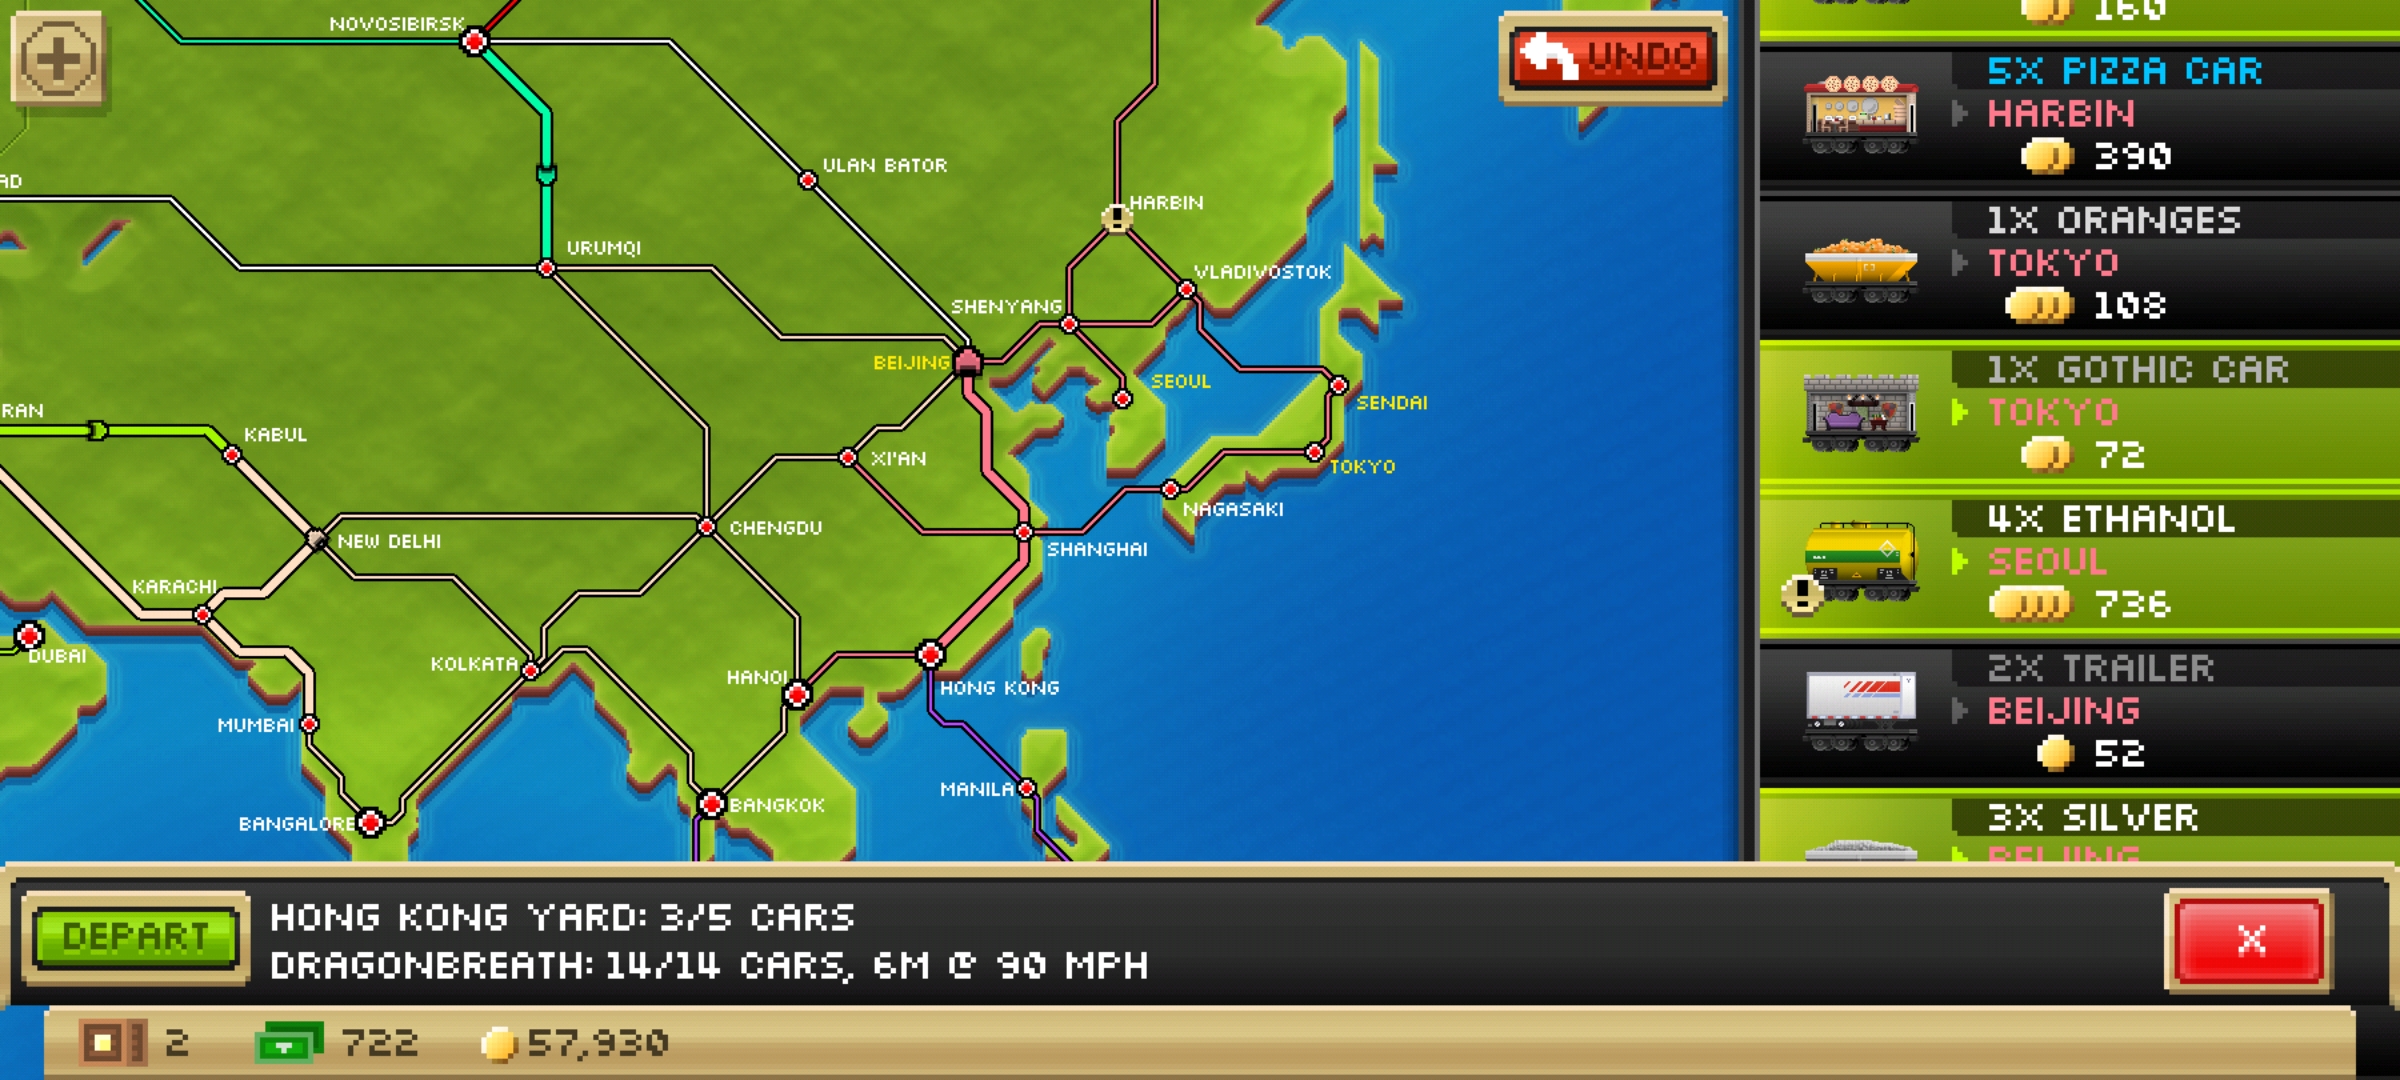 NOVOSIBIRSK
UNDO
160
5X PIZZA CAR
HARBIN
390
ULAN BATOR
AD
HARBIN
1X ORANGES
TOKYO
108
URUMQI
VLADIVOSTOK
SHENYANG
BEIJING
SEOUL
SENDAI
1X GOTHIC CAR
TOKYO
72
RAN
KABUL
XI'AN
TOKYO
NAGASAKI
4X ETHANOL
SEOUL
736
CHENGDU
NEW DELHI
SHANGHAI
KARACHI
DUBAI
KOLKATA
HANOI
HONG KONG
2X TRAILER
BEIJING
52
MUMBAI
MANILA
BANGKOK
BANGALORE
3X SILVER
BEIJING
DEPART
HONG KONG YARD: 3/5 CARS
DRAGONBREATH: 14/14 CARS, 6M @ 90 MPH
X
2
722
57,930